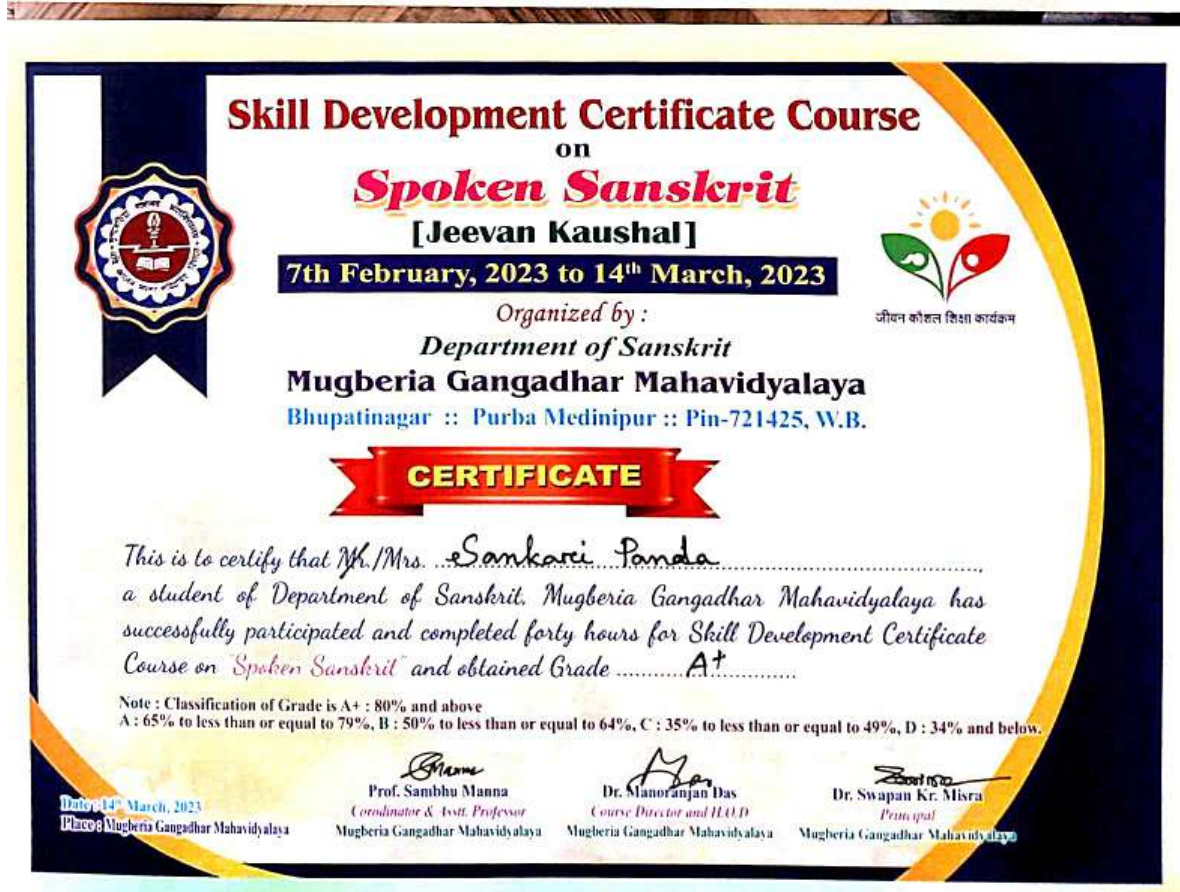 Skill Development Certificate Course
on
Spoken Sanskrit
[Jeevan Kaushal]
7th February, 2023 to 14th March, 2023
जीवन कौशल शिक्षा कार्यक्रम
Organized by :
Department of Sanskrit
Mugberia Gangadhar Mahavidyalaya
Bhupatinagar :: Purba Medinipur :: Pin-721425, W.B.
CERTIFICATE
This is to certify that Mr./Mrs. Sankari Panda
a student of Department of Sanskrit. Mugberia Gangadhar Mahavidyalaya has
successfully participated and completed forty hours for Skill Development Certificate
Course on "Spoken Sanskrit" and obtained Grade A+
Note : Classification of Grade is A+ : 80% and above
A : 65% to less than or equal to 79%, B : 50% to less than or equal to 64%, C : 35% to less than or equal to 49%, D : 34% and below.
Date : 14th March, 2023
Place : Mugberia Gangadhar Mahavidyalaya
Prof. Sambhu Manna
Corodinator & Asstt. Professor
Mugberia Gangadhar Mahavidyalaya
Dr. Manoranjan Das
Course Director and H.O.D
Mugberia Gangadhar Mahavidyalaya
Dr. Swapan Kr. Misra
Principal
Mugberia Gangadhar Mahavidyalaya